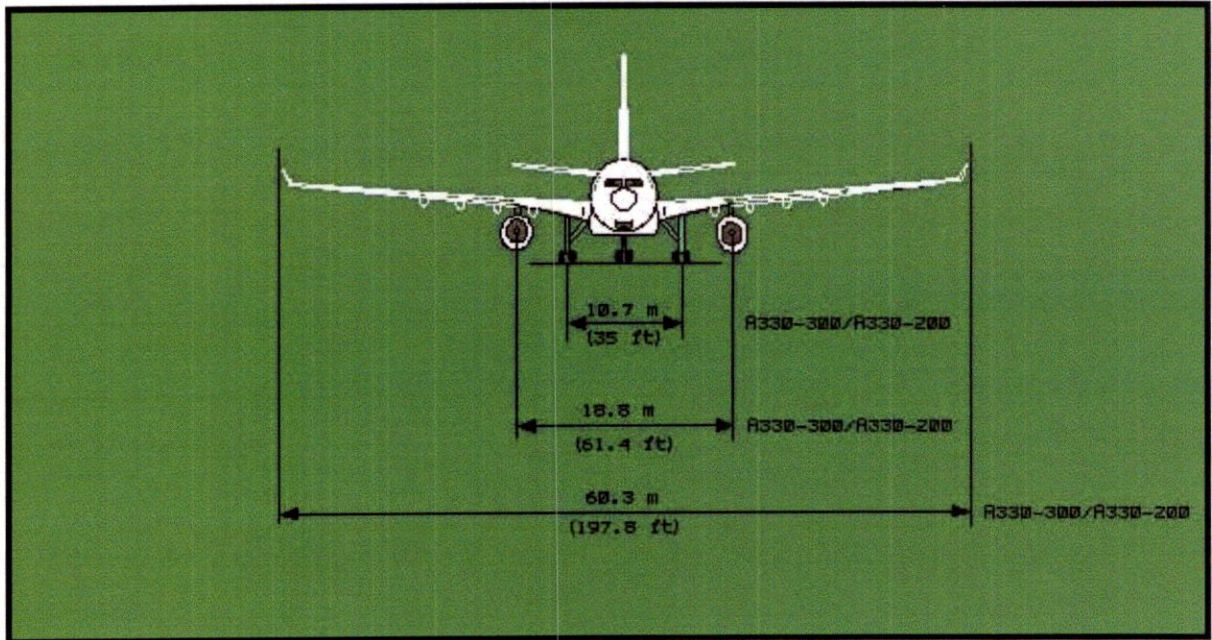 10.7 m
(35 ft)
A330-300/A330-200
18.8 m
(61.4 ft)
A330-300/A330-200
60.3 m
(197.8 ft)
A330-300/A330-200